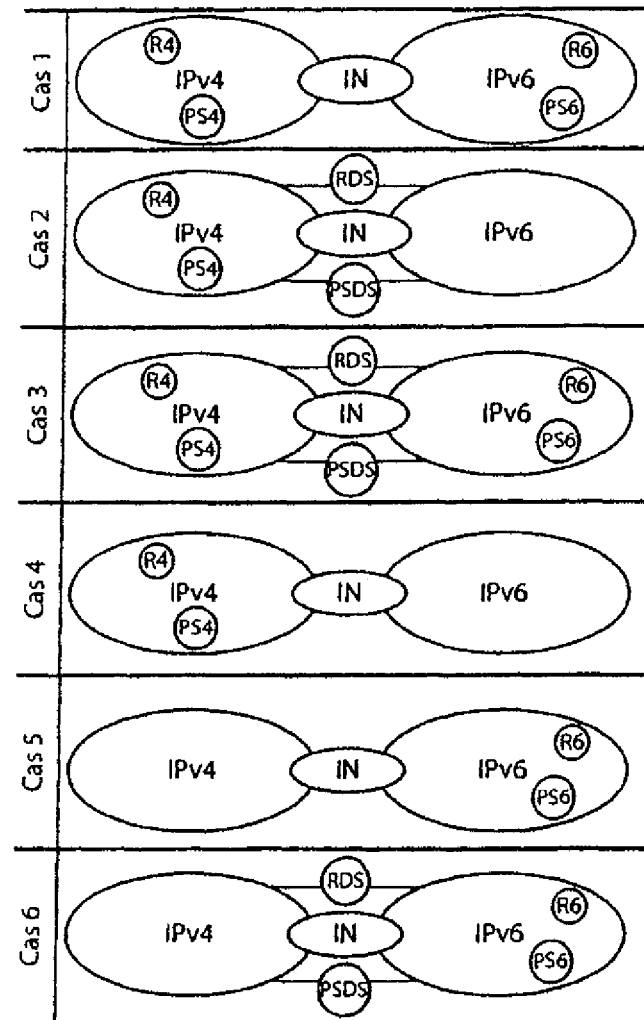 Cas 1
R4
IPv4
PS4
IN
R6
IPv6
PS6
Cas 2
R4
IPv4
PS4
RDS
IN
PSDS
IPv6
Cas 3
R4
IPv4
PS4
RDS
IN
PSDS
R6
IPv6
PS6
Cas 4
R4
IPv4
PS4
IN
IPv6
Cas 5
IPv4
IN
R6
IPv6
PS6
Cas 6
IPv4
RDS
IN
PSDS
R6
IPv6
PS6